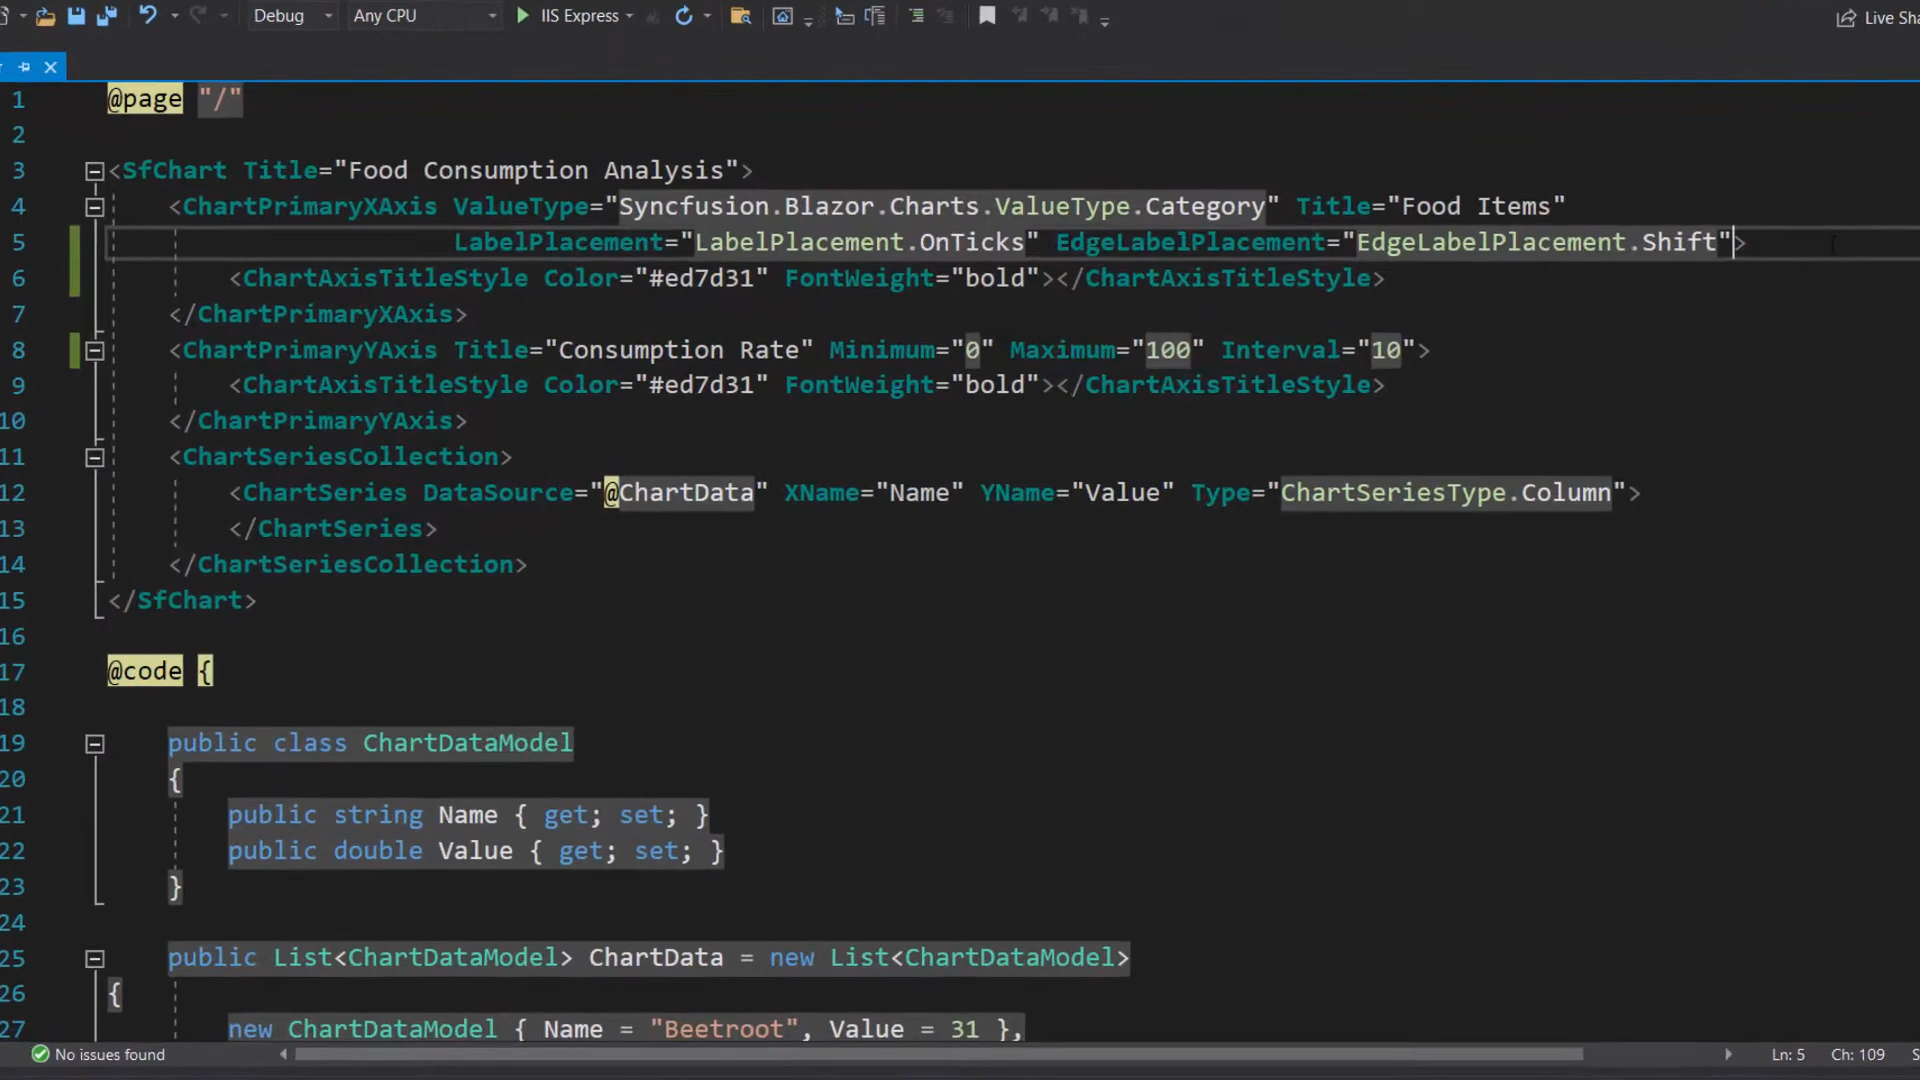 Debug Any CPU IIS Express Live Sha
1 @page "/"
2
3 <SfChart Title="Food Consumption Analysis">
4 <ChartPrimaryXAxis ValueType="Syncfusion.Blazor.Charts.ValueType.Category" Title="Food Items"
5 LabelPlacement="LabelPlacement.OnTicks" EdgeLabelPlacement="EdgeLabelPlacement.Shift">
6 <ChartAxisTitleStyle Color="#ed7d31" FontWeight="bold"></ChartAxisTitleStyle>
7 </ChartPrimaryXAxis>
8 <ChartPrimaryYAxis Title="Consumption Rate" Minimum="0" Maximum="100" Interval="10">
9 <ChartAxisTitleStyle Color="#ed7d31" FontWeight="bold"></ChartAxisTitleStyle>
10 </ChartPrimaryYAxis>
11 <ChartSeriesCollection>
12 <ChartSeries DataSource="@ChartData" XName="Name" YName="Value" Type="ChartSeriesType.Column">
13 </ChartSeries>
14 </ChartSeriesCollection>
15 </SfChart>
16
17 @code {
18
19 public class ChartDataModel
20 {
21 public string Name { get; set; }
22 public double Value { get; set; }
23 }
24
25 public List<ChartDataModel> ChartData = new List<ChartDataModel>
26 {
27 new ChartDataModel { Name = "Beetroot", Value = 31 },
No issues found Ln: 5 Ch: 109 S